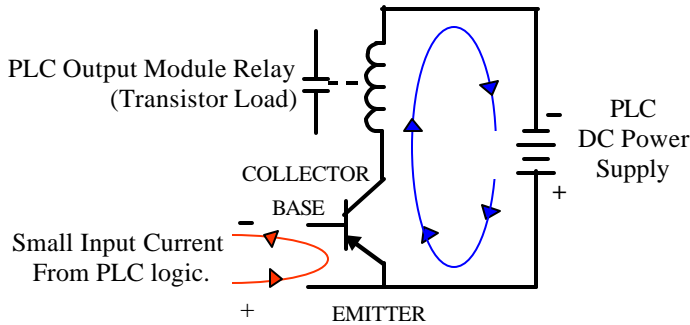 PLC Output Module Relay
(Transistor Load)
-
PLC
DC Power
Supply
+
COLLECTOR
BASE
-
Small Input Current
From PLC logic.
+
EMITTER